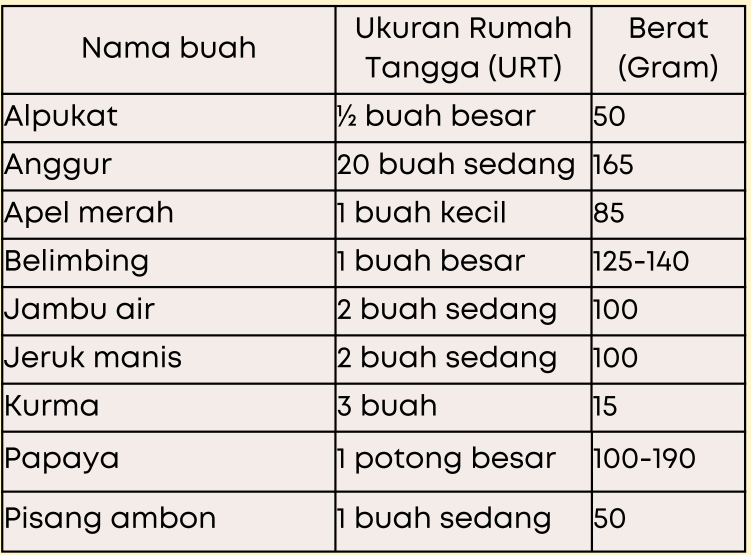 Nama buah Ukuran Rumah Tangga (URT) Berat (Gram)
Alpukat ½ buah besar 50
Anggur 20 buah sedang 165
Apel merah 1 buah kecil 85
Belimbing 1 buah besar 125-140
Jambu air 2 buah sedang 100
Jeruk manis 2 buah sedang 100
Kurma 3 buah 15
Papaya 1 potong besar 100-190
Pisang ambon 1 buah sedang 50